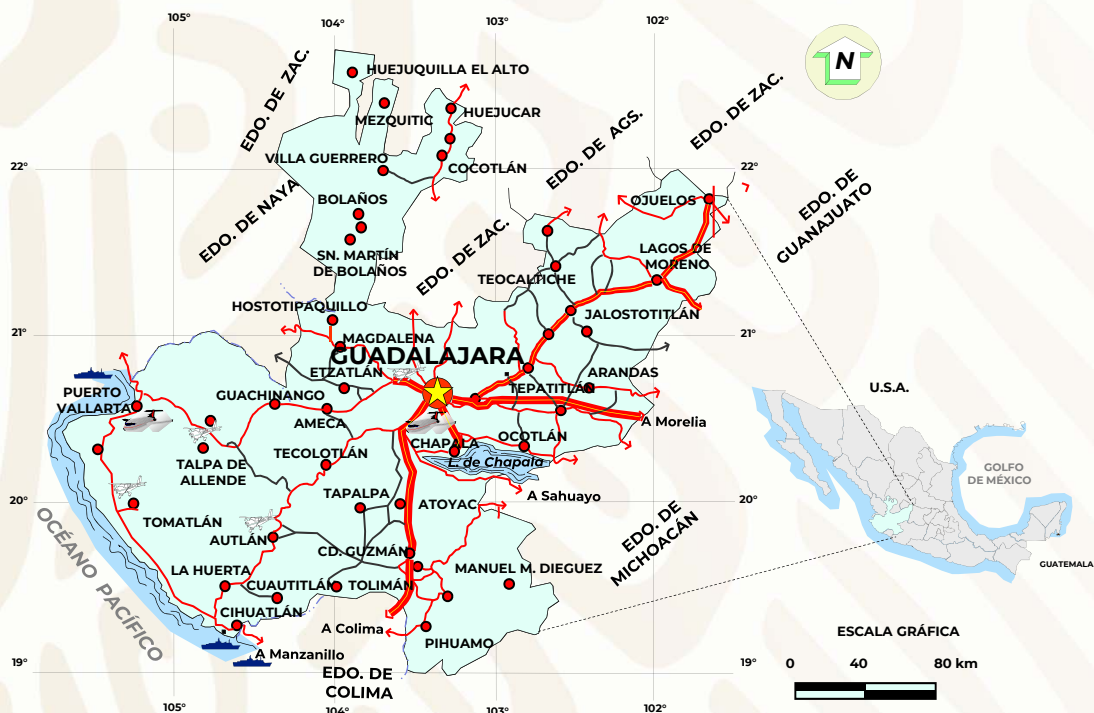 105°
104°
103°
102°
N
HUEJUQUILLA EL ALTO
EDO. DE ZAC.
MEZQUITIC
HUEJUCAR
EDO. DE ZAC.
EDO. DE AGS.
VILLA GUERRERO
COCOTLÁN
22°
22°
EDO. DE NAYA
BOLAÑOS
OJUELOS
EDO. DE
GUANAJUATO
SN. MARTÍN
DE BOLAÑOS
EDO. DE ZAC.
LAGOS DE
MORENO
TEOCALTICHE
HOSTOTIPAQUILLO
JALOSTOTITLÁN
21°
21°
MAGDALENA
GUADALAJARA
ETZATLÁN
ARANDAS
PUERTO
VALLARTA
GUACHINANGO
TEPATITLÁN
U.S.A.
AMECA
A Morelia
CHAPALA
OCOTLÁN
TECOLOTLÁN
L. de Chapala
TALPA DE
ALLENDE
GOLFO
DE MÉXICO
TAPALPA
ATOYAC
A Sahuayo
20°
20°
OCÉANO PACÍFICO
TOMATLÁN
AUTLÁN
EDO. DE
MICHOACÁN
CD. GUZMÁN
LA HUERTA
MANUEL M. DIEGUEZ
GUATEMALA
CUAUTITLÁN
TOLIMÁN
CIHUATLÁN
A Colima
PIHUAMO
ESCALA GRÁFICA
A Manzanillo
19°
19°
0
40
80 km
EDO. DE
COLIMA
105°
104°
103°
102°